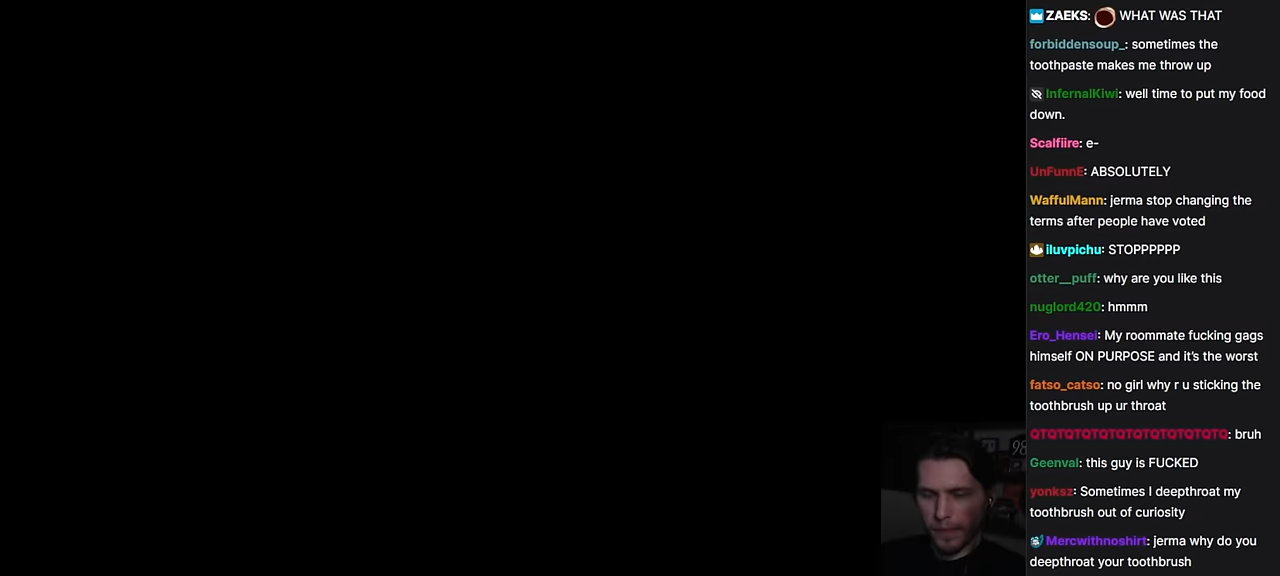 ZAEKS: WHAT WAS THAT
forbiddensoup_: sometimes the
toothpaste makes me throw up
InfernalKiwi: well time to put my food
down.
Scalfiire: e-
UnFunnE: ABSOLUTELY
WaffulMann: jerma stop changing the
terms after people have voted
iluvpichu: STOPPPPPP
otter__puff: why are you like this
nuglord420: hmmm
Ero_Hensei: My roommate fucking gags
himself ON PURPOSE and it's the worst
fatso_catso: no girl why r u sticking the
toothbrush up ur throat
QTQTQTQTQTQTQTQTQTQTQTQ: bruh
Geenval: this guy is FUCKED
98
yonksz: Sometimes I deepthroat my
toothbrush out of curiosity
Mercwithnoshirt: jerma why do you
deepthroat your toothbrush